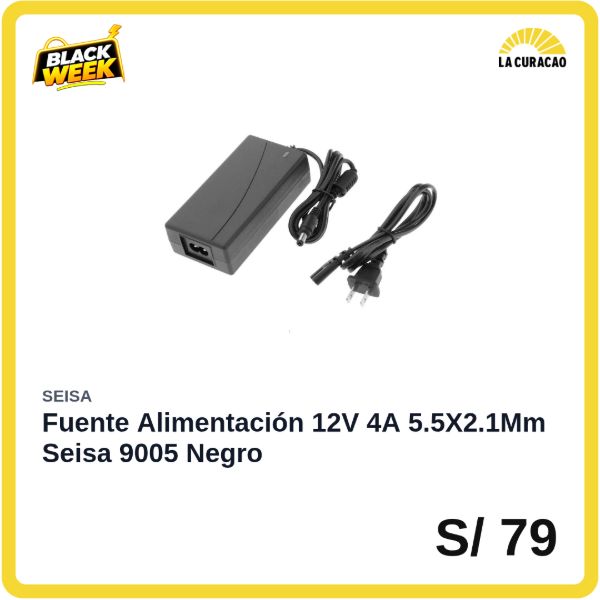 BLACK
WEEK
LA CURACAO
SEISA
Fuente Alimentación 12V 4A 5.5X2.1Mm
Seisa 9005 Negro
S/ 79